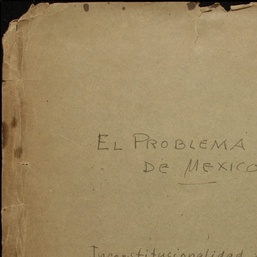 EL PROBLEMA
DE MEXICO
Inconstitucionalidad